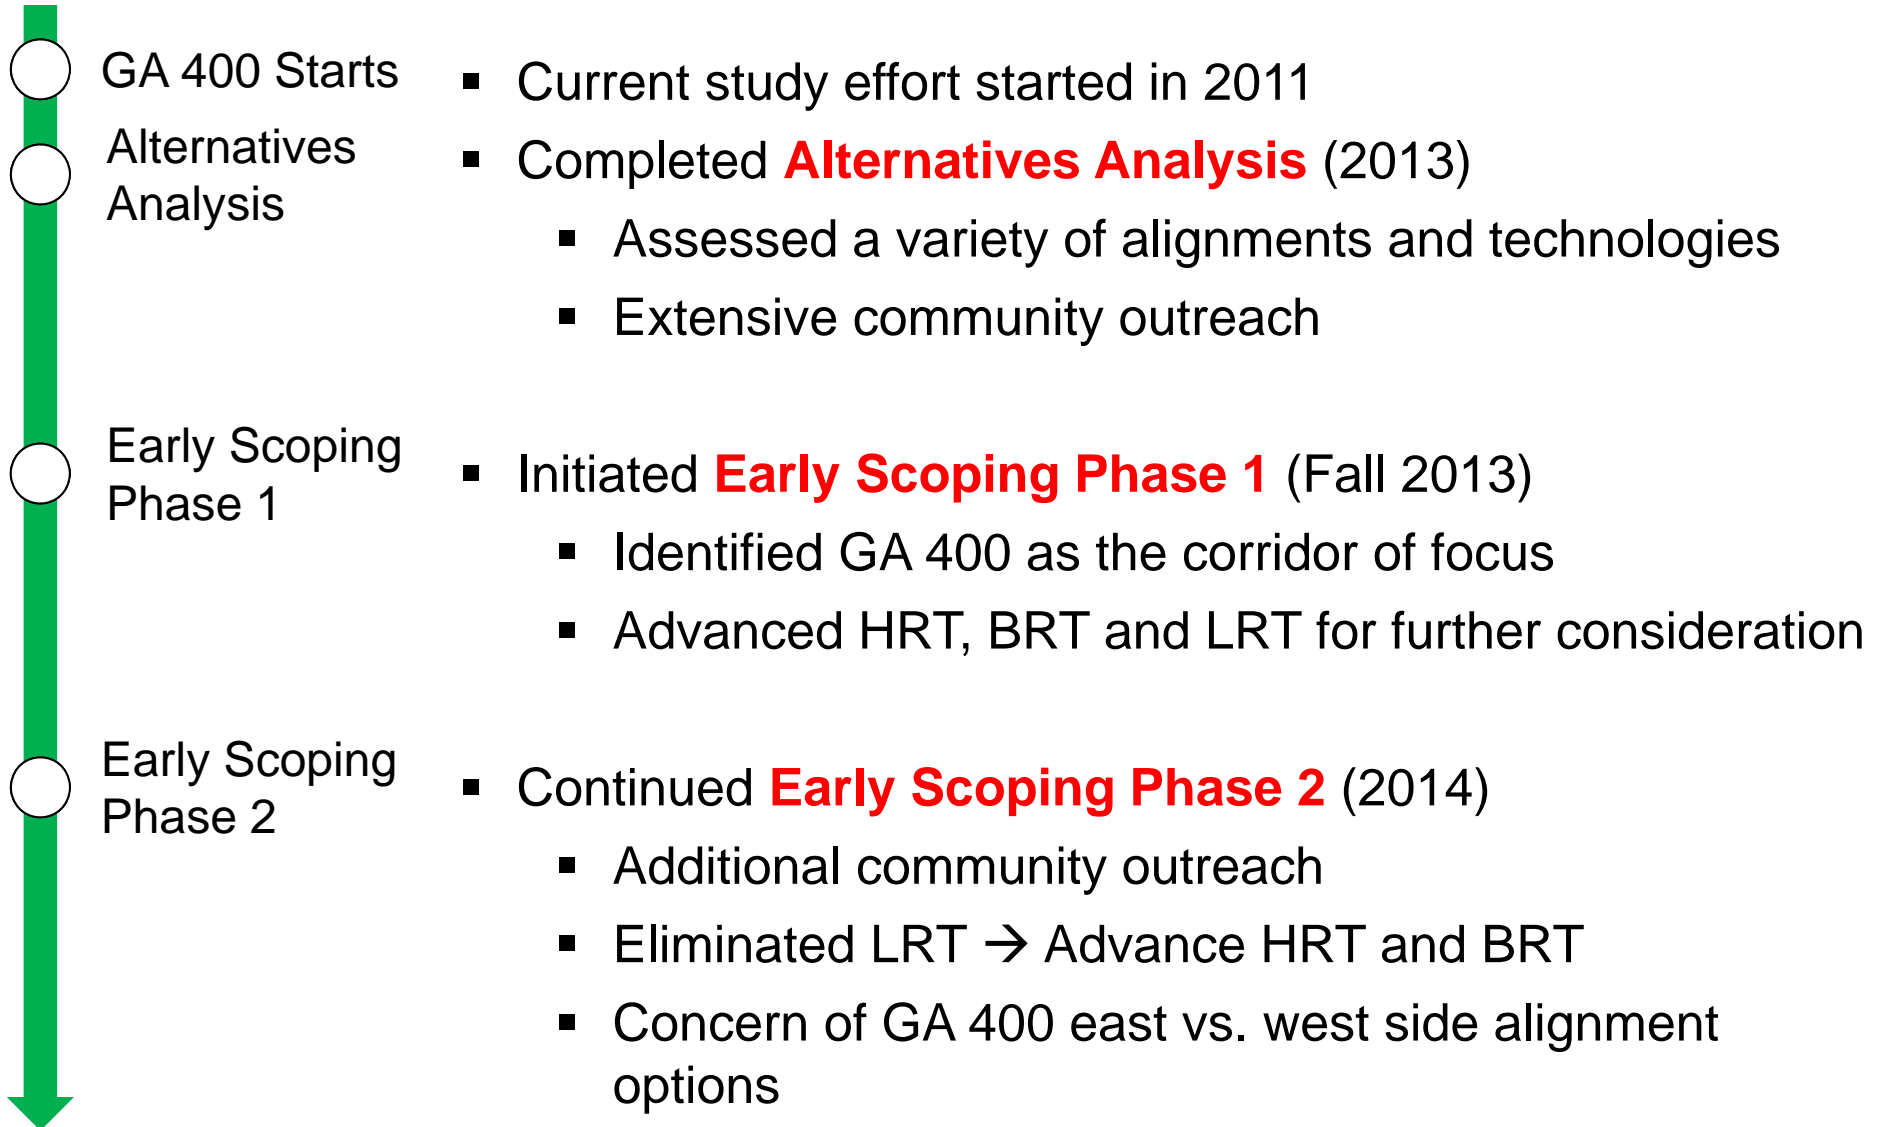 GA 400 Starts
▪ Current study effort started in 2011
Alternatives
Analysis
▪ Completed Alternatives Analysis (2013)
▪ Assessed a variety of alignments and technologies
▪ Extensive community outreach
Early Scoping
Phase 1
▪ Initiated Early Scoping Phase 1 (Fall 2013)
▪ Identified GA 400 as the corridor of focus
▪ Advanced HRT, BRT and LRT for further consideration
Early Scoping
Phase 2
▪ Continued Early Scoping Phase 2 (2014)
▪ Additional community outreach
▪ Eliminated LRT → Advance HRT and BRT
▪ Concern of GA 400 east vs. west side alignment
options